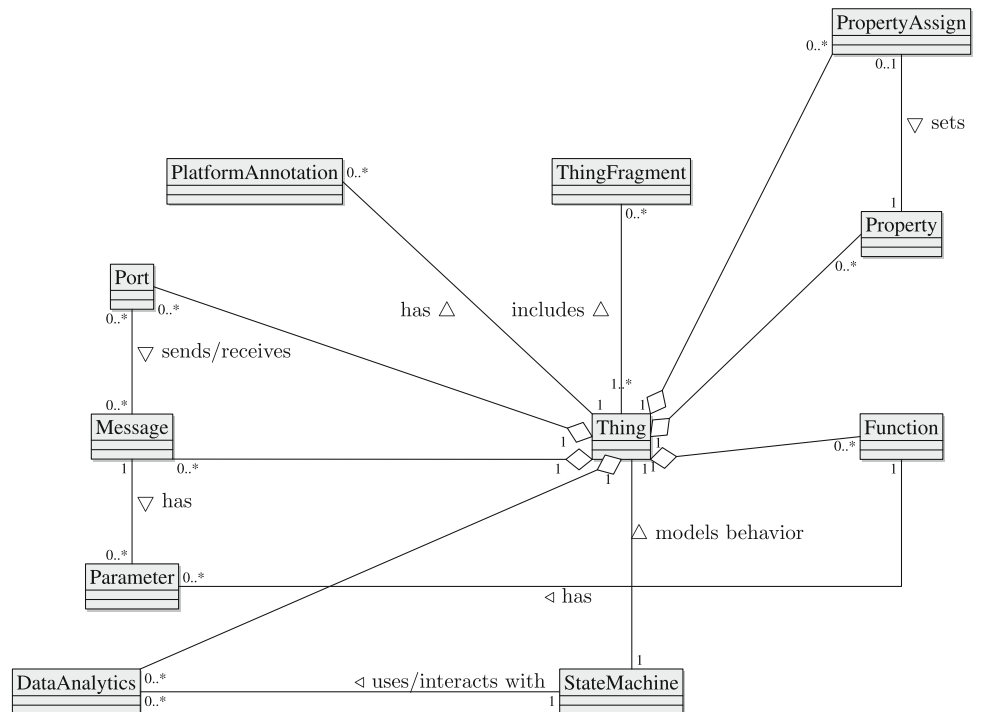 PropertyAssign
0..*
0..1
▽ sets
PlatformAnnotation
0..*
ThingFragment
0..*
1
Property
0..*
Port
0..*
0..*
has △
includes △
▽ sends/receives
1..*
0..*
1
1
Message
Thing
Function
1
1
0..*
1
0..*
1
1
1
1
1
▽ has
△ models behavior
0..*
Parameter
0..*
◁ has
1
DataAnalytics
0..*
◁ uses/interacts with
StateMachine
0..*
1